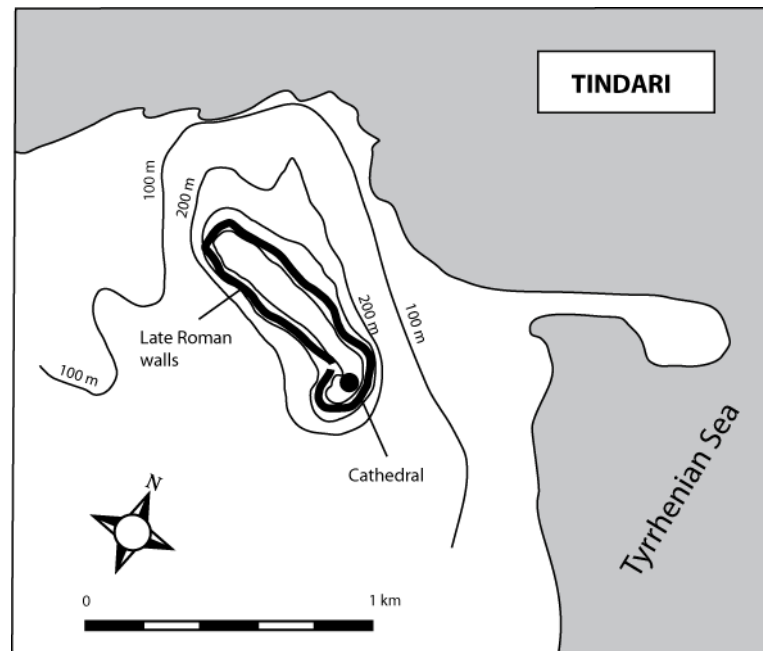 TINDARI
100 m
200 m
200 m
100 m
Late Roman
walls
100 m
Cathedral
Tyrrhenian Sea
N
0
1 km